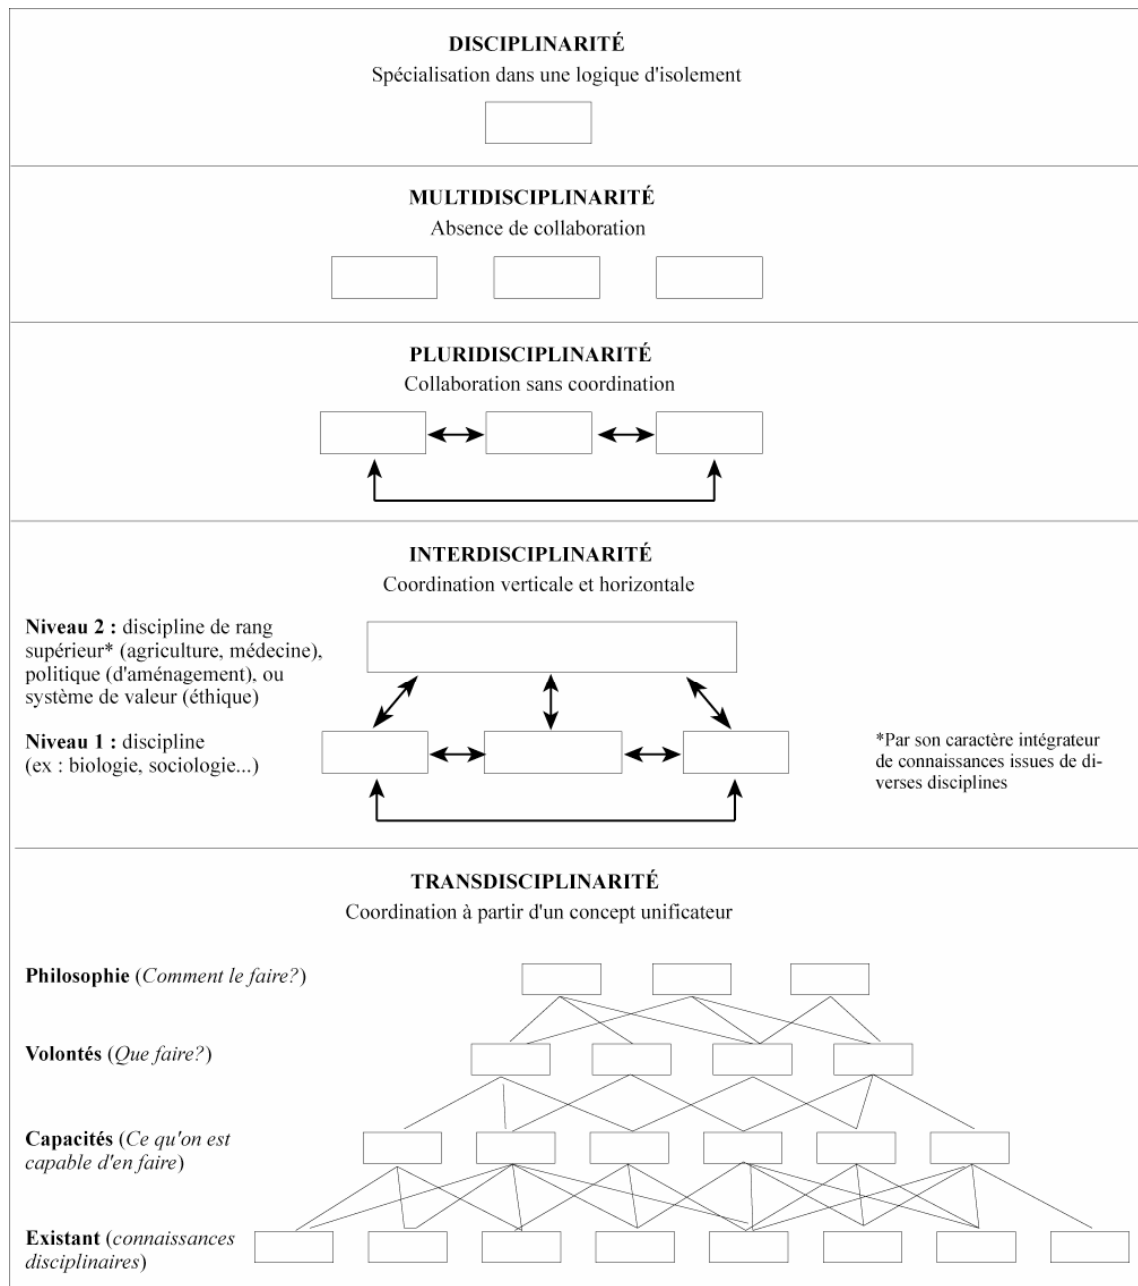 DISCIPLINARITÉ
Spécialisation dans une logique d'isolement
MULTIDISCIPLINARITÉ
Absence de collaboration
PLURIDISCIPLINARITÉ
Collaboration sans coordination
INTERDISCIPLINARITÉ
Coordination verticale et horizontale
Niveau 2 : discipline de rang
supérieur* (agriculture, médecine),
politique (d'aménagement), ou
système de valeur (éthique)
Niveau 1 : discipline
(ex : biologie, sociologie...)
*Par son caractère intégrateur
de connaissances issues de di-
verses disciplines
TRANSDISCIPLINARITÉ
Coordination à partir d'un concept unificateur
Philosophie (Comment le faire?)
Volontés (Que faire?)
Capacités (Ce qu'on est
capable d'en faire)
Existant (connaissances
disciplinaires)